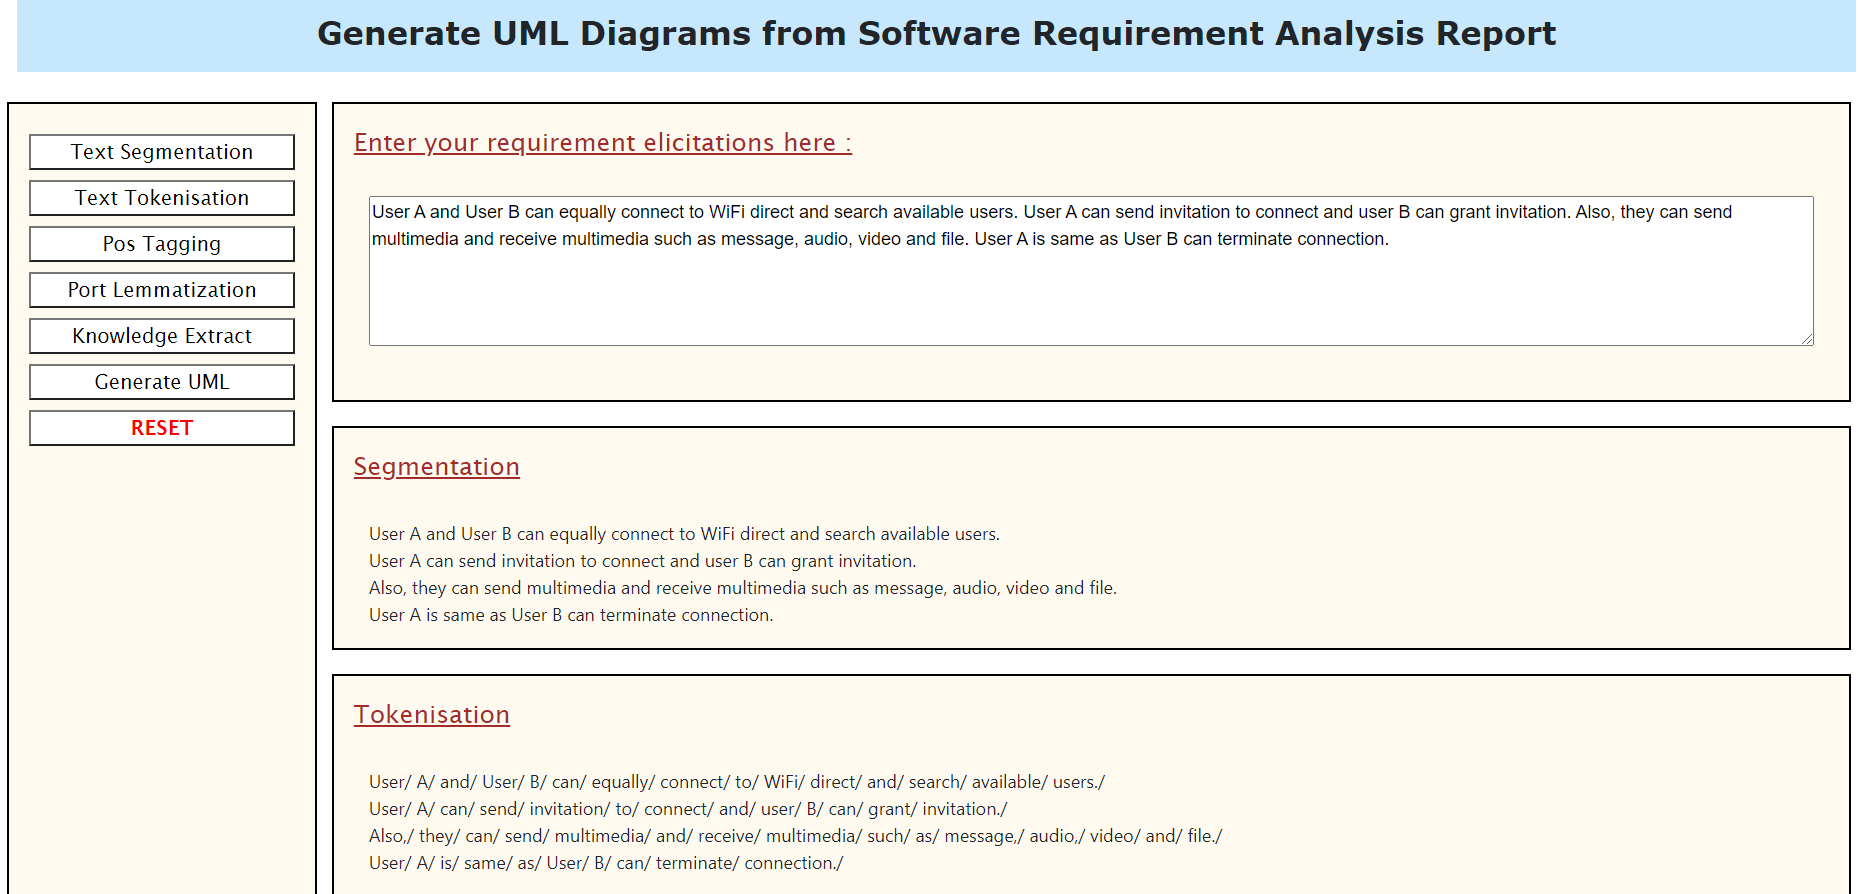 Generate UML Diagrams from Software Requirement Analysis Report
Text Segmentation
Text Tokenisation
Pos Tagging
Port Lemmatization
Knowledge Extract
Generate UML
RESET
Enter your requirement elicitations here :
User A and User B can equally connect to WiFi direct and search available users. User A can send invitation to connect and user B can grant invitation. Also, they can send
multimedia and receive multimedia such as message, audio, video and file. User A is same as User B can terminate connection.
Segmentation
User A and User B can equally connect to WiFi direct and search available users.
User A can send invitation to connect and user B can grant invitation.
Also, they can send multimedia and receive multimedia such as message, audio, video and file.
User A is same as User B can terminate connection.
Tokenisation
User/ A/ and/ User/ B/ can/ equally/ connect/ to/ WiFi/ direct/ and/ search/ available/ users./
User/ A/ can/ send/ invitation/ to/ connect/ and/ user/ B/ can/ grant/ invitation./
Also,/ they/ can/ send/ multimedia/ and/ receive/ multimedia/ such/ as/ message,/ audio,/ video/ and/ file./
User/ A/ is/ same/ as/ User/ B/ can/ terminate/ connection./